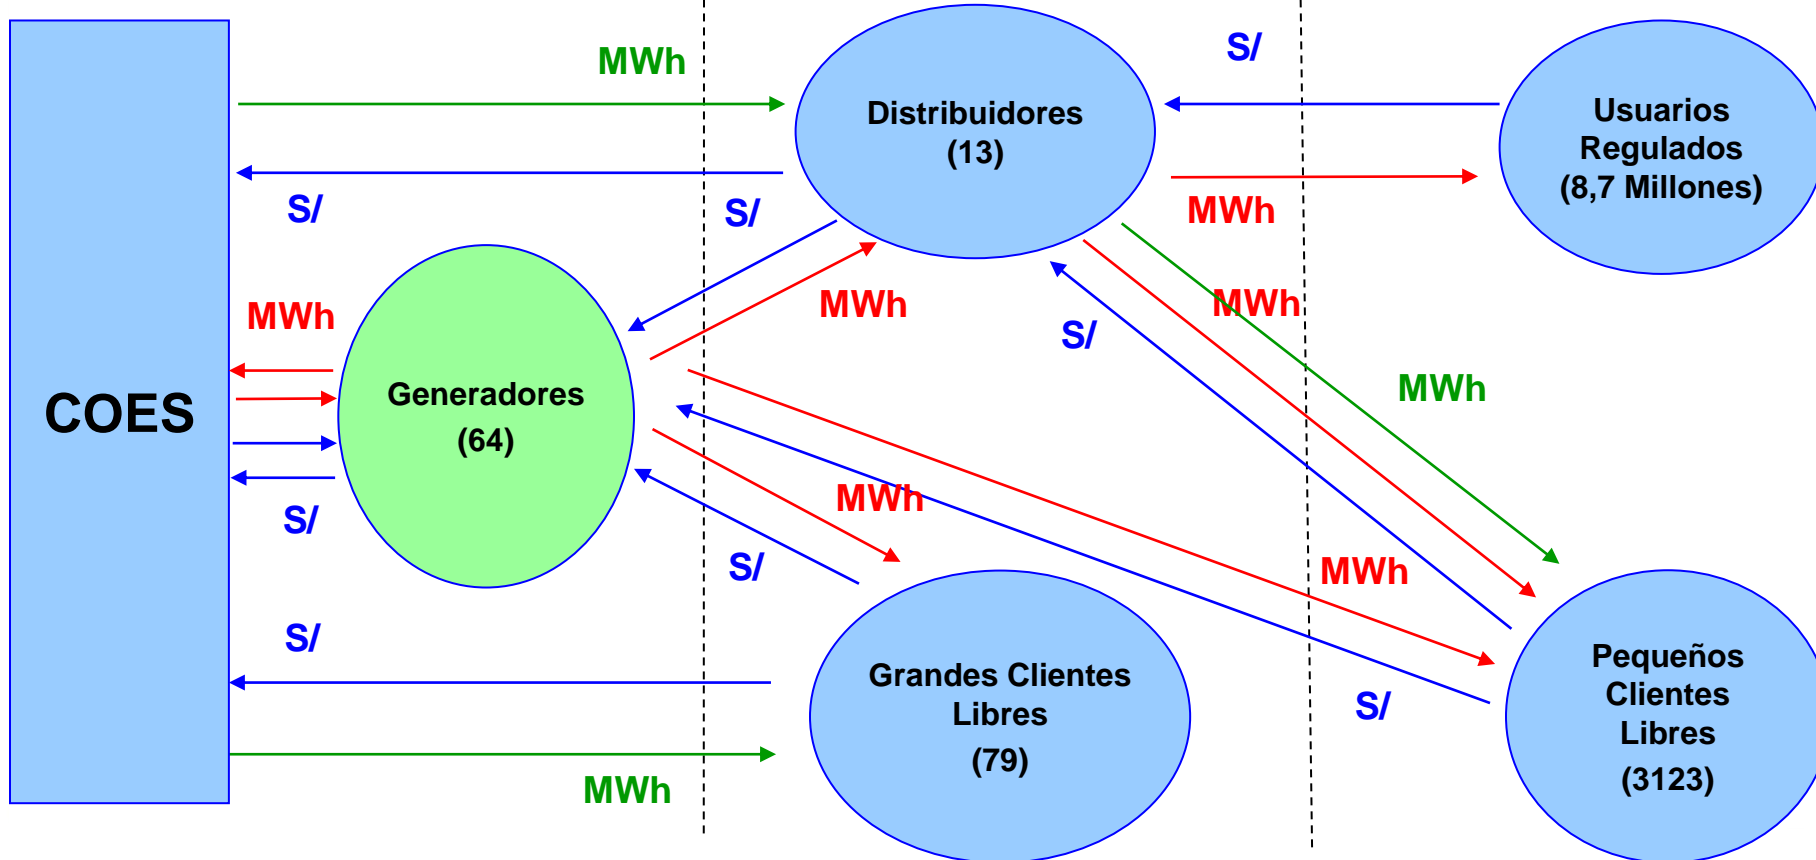 MWh
S/
Distribuidores
(13)
Usuarios
Regulados
(8,7 Millones)
S/
S/
MWh
MWh
MWh
MWh
S/
MWh
COES
Generadores
(64)
MWh
S/
MWh
S/
MWh
S/
Grandes Clientes
Libres
(79)
S/
Pequeños
Clientes
Libres
(3123)
MWh